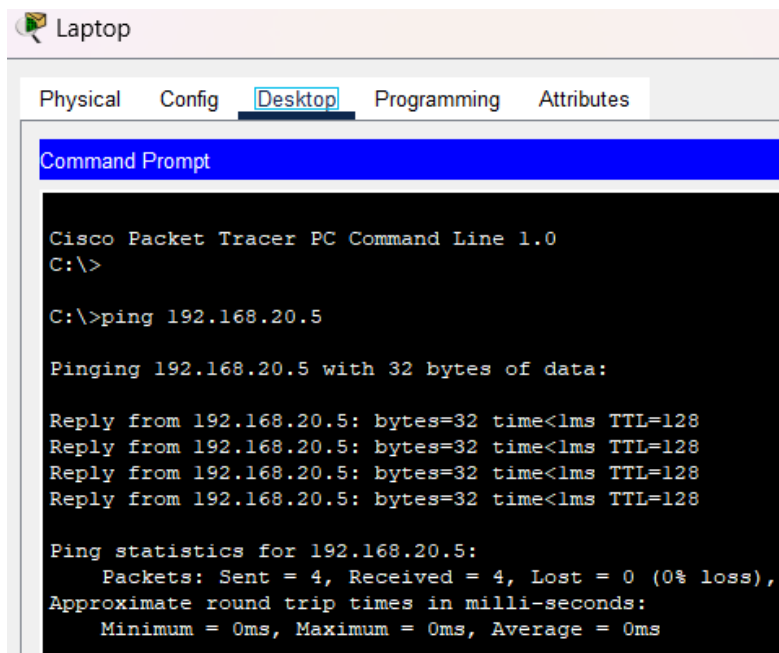 Laptop
Physical Config Desktop Programming Attributes
Command Prompt
Cisco Packet Tracer PC Command Line 1.0
C:\>
C:\>ping 192.168.20.5
Pinging 192.168.20.5 with 32 bytes of data:
Reply from 192.168.20.5: bytes=32 time<1ms TTL=128
Reply from 192.168.20.5: bytes=32 time<1ms TTL=128
Reply from 192.168.20.5: bytes=32 time<1ms TTL=128
Reply from 192.168.20.5: bytes=32 time<1ms TTL=128
Ping statistics for 192.168.20.5:
Packets: Sent = 4, Received = 4, Lost = 0 (0% loss),
Approximate round trip times in milli-seconds:
Minimum = 0ms, Maximum = 0ms, Average = 0ms